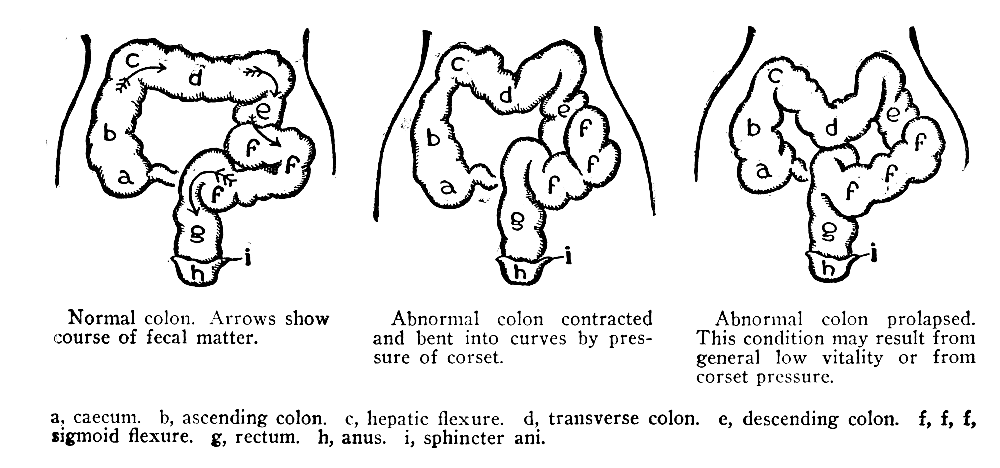 c
d
e
b
f
f
a
f
g
i
h
c
d
e
f
b
f
a
f
g
i
h
c
e
b
d
f
a
f
f
g
i
h
Normal colon. Arrows show
course of fecal matter.
Abnormal colon contracted
and bent into curves by pres-
sure of corset.
Abnormal colon prolapsed.
This condition may result from
general low vitality or from
corset pressure.
a, caecum. b, ascending colon. c, hepatic flexure. d, transverse colon. e, descending colon. f, f, f,
sigmoid flexure. g, rectum. h, anus. i, sphincter ani.